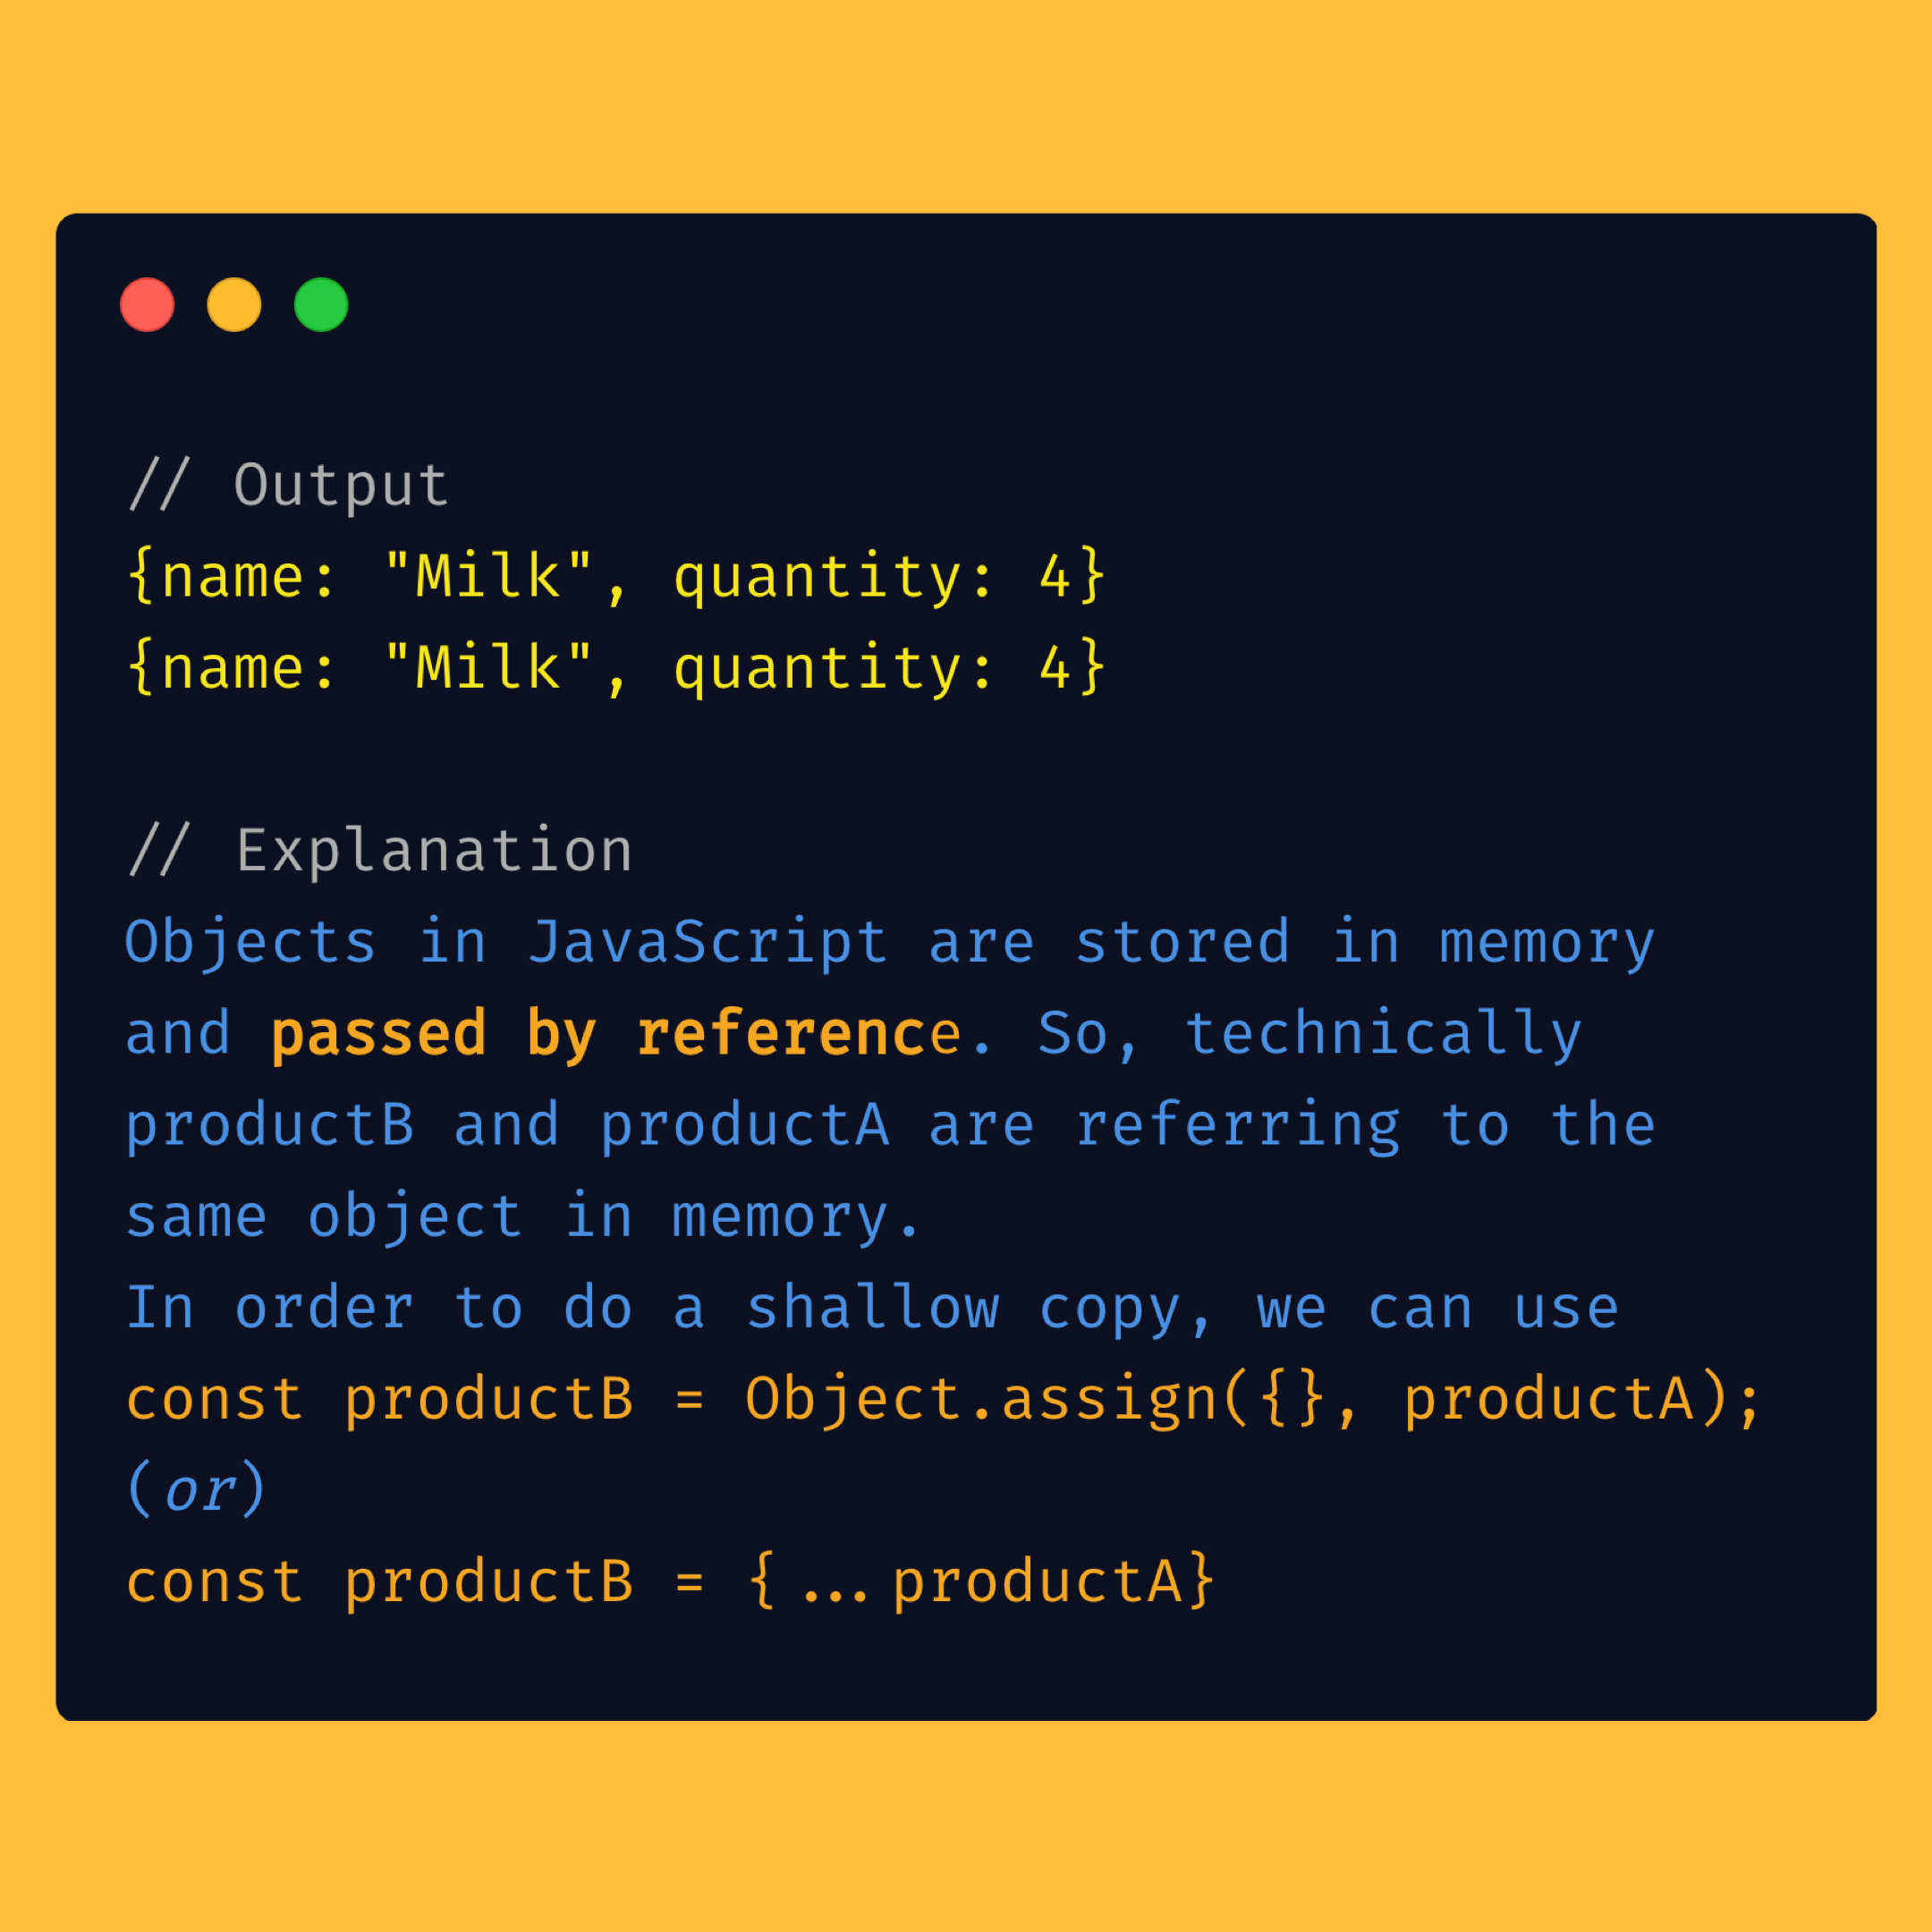 // Output
{name: "Milk", quantity: 4}
{name: "Milk", quantity: 4}
// Explanation
Objects in JavaScript are stored in memory
and passed by reference. So, technically
productB and productA are referring to the
same object in memory.
In order to do a shallow copy, we can use
const productB = Object.assign({}, productA);
(or)
const productB = {...productA}